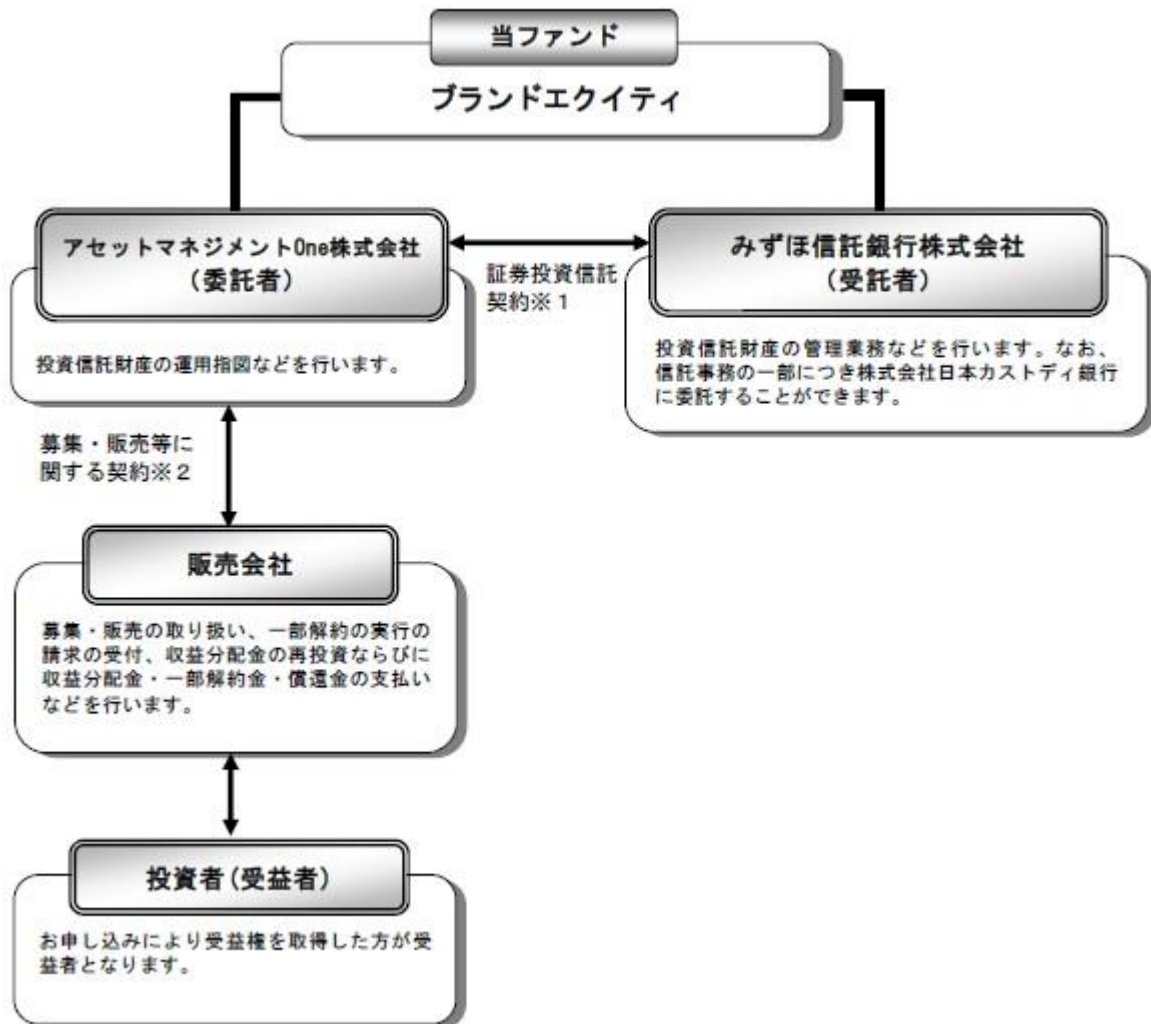 当ファンド
ブランドエクイティ
アセットマネジメントOne株式会社
(委託者)
投資信託財産の運用指図などを行います。
証券投資信託
契約※1
みずほ信託銀行株式会社
(受託者)
投資信託財産の管理業務などを行います。なお、
信託事務の一部につき株式会社日本カストディ銀行
に委託することができます。
募集・販売等に
関する契約※2
販売会社
募集・販売の取り扱い、一部解約の実行の
請求の受付、収益分配金の再投資ならびに
収益分配金・一部解約金・償還金の支払い
などを行います。
投資者(受益者)
お申し込みにより受益権を取得した方が受
益者となります。